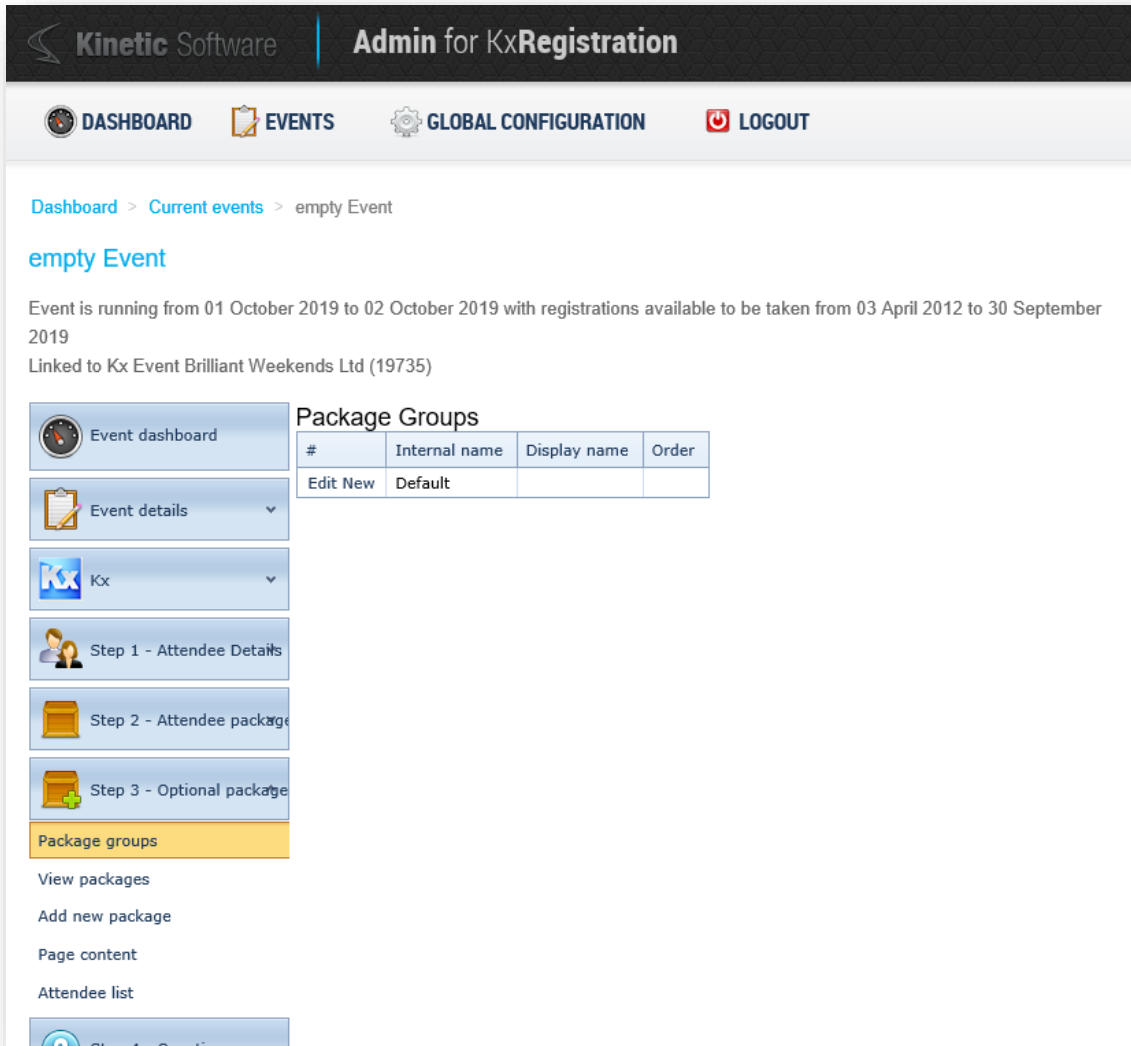 Kinetic Software Admin for KxRegistration
DASHBOARD EVENTS GLOBAL CONFIGURATION LOGOUT
Dashboard > Current events > empty Event
empty Event
Event is running from 01 October 2019 to 02 October 2019 with registrations available to be taken from 03 April 2012 to 30 September
2019
Linked to Kx Event Brilliant Weekends Ltd (19735)
Event dashboard
Package Groups
# Internal name Display name Order
Edit New Default
Event details
Kx Kx
Step 1 - Attendee Details
Step 2 - Attendee package
Step 3 - Optional package
Package groups
View packages
Add new package
Page content
Attendee list